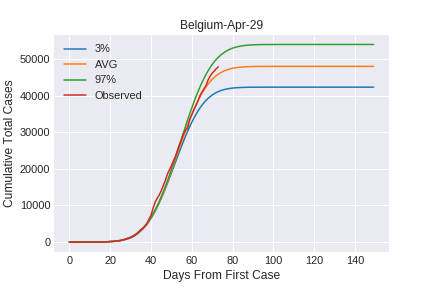 Belgium-Apr-29
3%
AVG
97%
Observed
Cumulative Total Cases
50000
40000
30000
20000
10000
0
0 20 40 60 80 100 120 140
Days From First Case